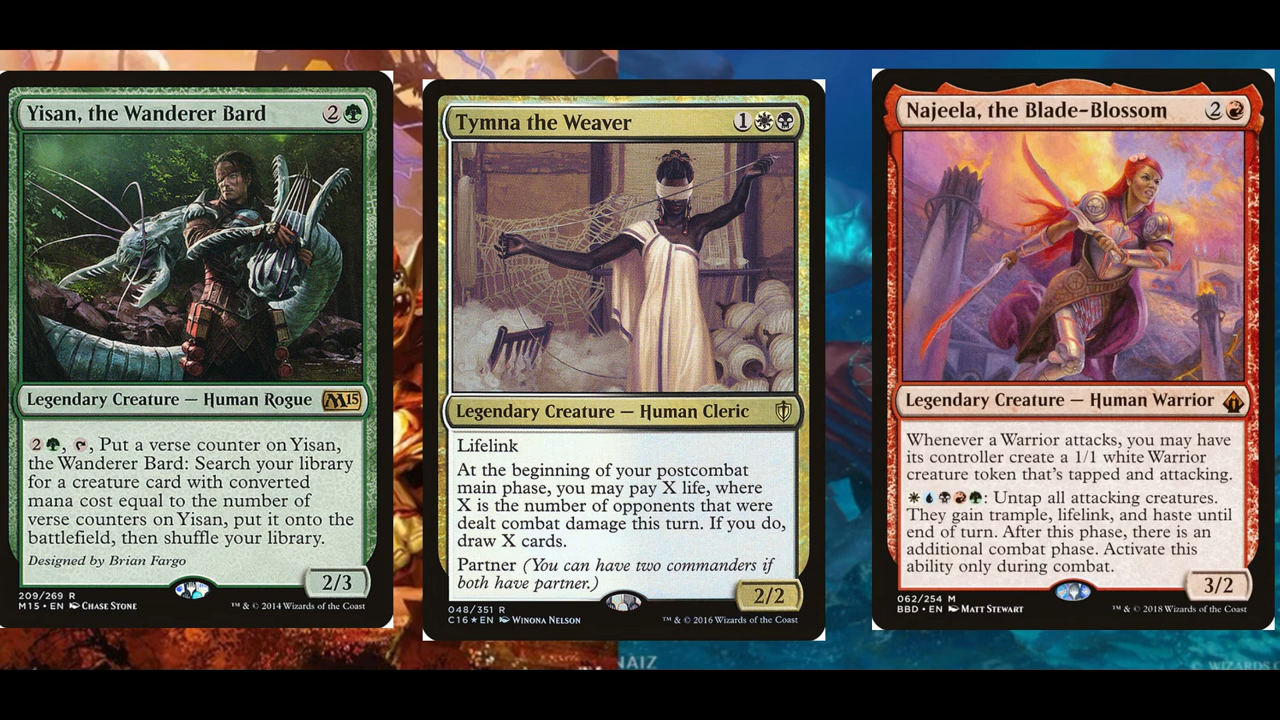 Yisan, the Wanderer Bard 2
Legendary Creature — Human Rogue M15
2 , , Put a verse counter on Yisan,
the Wanderer Bard: Search your library
for a creature card with converted
mana cost equal to the number of
verse counters on Yisan, put it onto the
battlefield, then shuffle your library.
Designed by Brian Fargo
2/3
209/269 R
M15 • EN CHASE STONE ™ & © 2014 Wizards of the Coast
Tymna the Weaver 1
Legendary Creature — Human Cleric
Lifelink
At the beginning of your postcombat
main phase, you may pay X life, where
X is the number of opponents that were
dealt combat damage this turn. If you do,
draw X cards.
Partner (You can have two commanders if
both have partner.)
2/2
048/351 R
C16 ★ EN WINONA NELSON ™ & © 2016 Wizards of the Coast
Najeela, the Blade-Blossom 2
Legendary Creature — Human Warrior
Whenever a Warrior attacks, you may have
its controller create a 1/1 white Warrior
creature token that's tapped and attacking.
: Untap all attacking creatures.
They gain trample, lifelink, and haste until
end of turn. After this phase, there is an
additional combat phase. Activate this
ability only during combat.
3/2
062/254 M
BBD • EN MATT STEWART ™ & © 2018 Wizards of the Coast
NAIZ
© WIZARDS